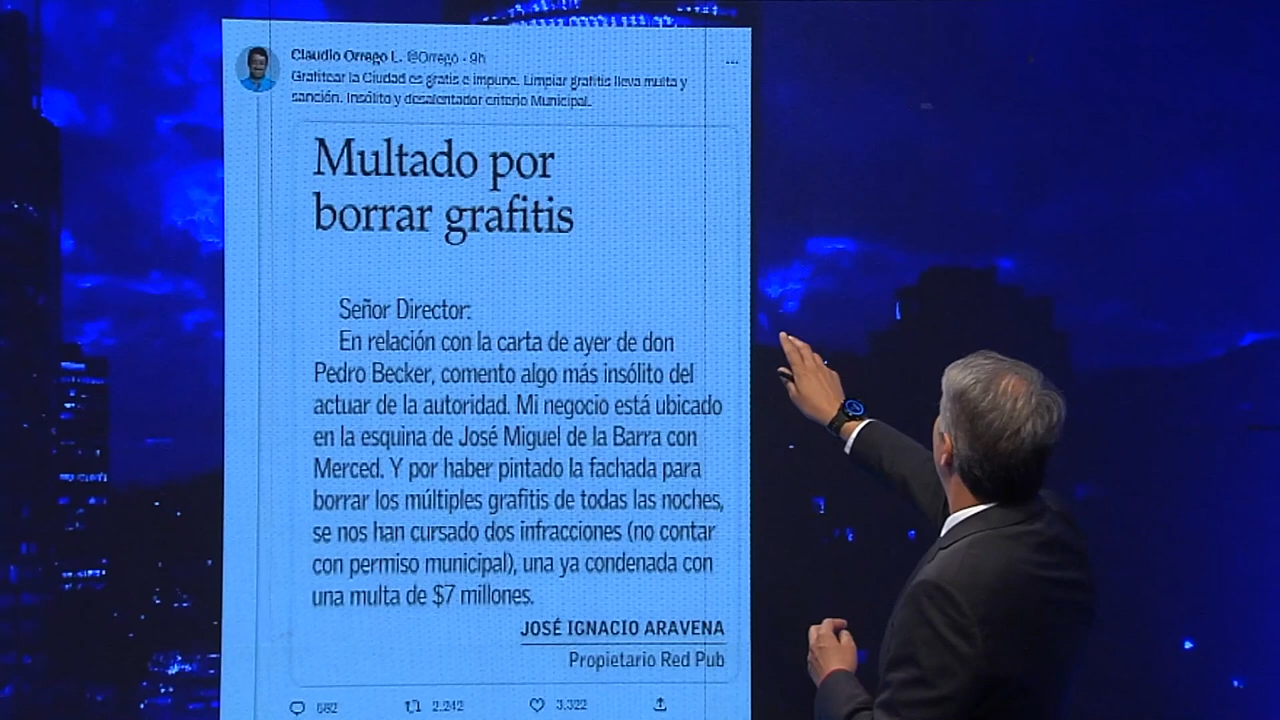 Claudio Orrego L. @Orrego · 9h
Grafitear la Ciudad es gratis e impune. Limpiar grafitis lleva multa y
sanción. Insólito y desalentador criterio Municipal.
Multado por
borrar grafitis
Señor Director:
En relación con la carta de ayer de don
Pedro Becker, comento algo más insólito del
actuar de la autoridad. Mi negocio está ubicado
en la esquina de José Miguel de la Barra con
Merced. Y por haber pintado la fachada para
borrar los múltiples grafitis de todas las noches,
se nos han cursado dos infracciones (no contar
con permiso municipal), una ya condenada con
una multa de $7 millones.
JOSÉ IGNACIO ARAVENA
Propietario Red Pub
682 2.242 3.322